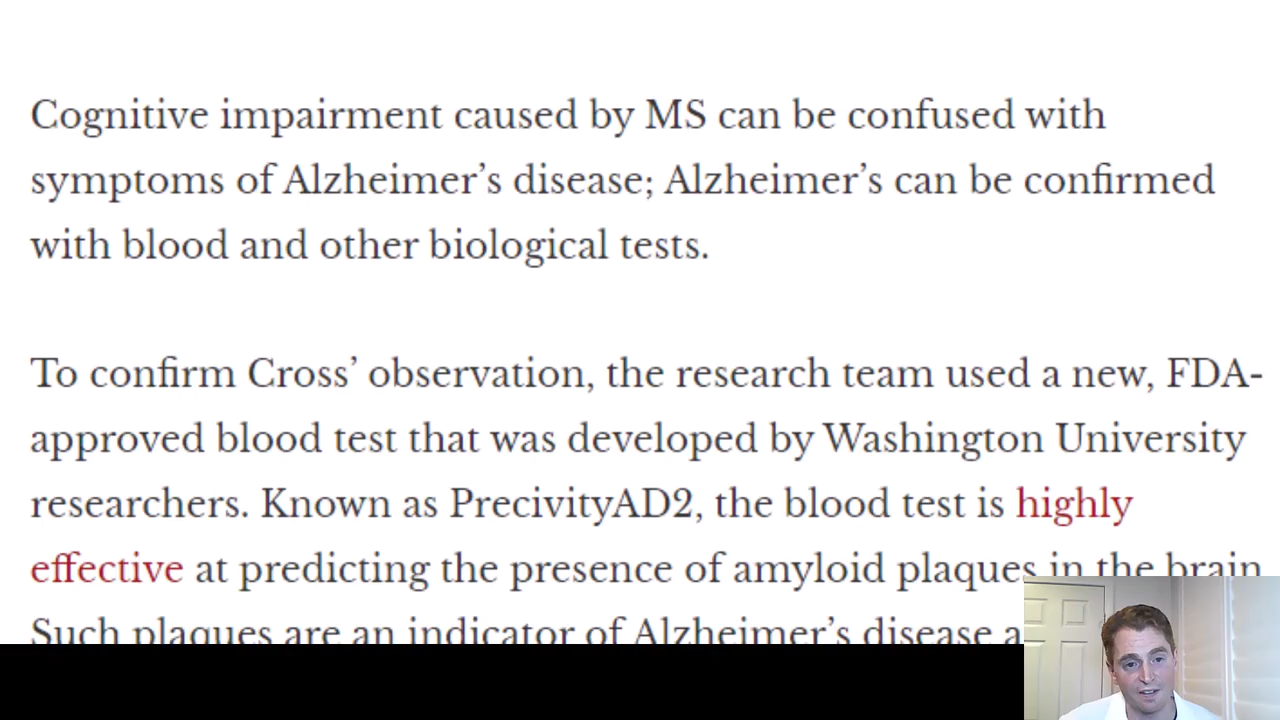 Cognitive impairment caused by MS can be confused with
symptoms of Alzheimer’s disease; Alzheimer’s can be confirmed
with blood and other biological tests.
To confirm Cross’ observation, the research team used a new, FDA-
approved blood test that was developed by Washington University
researchers. Known as PrecivityAD2, the blood test is highly
effective at predicting the presence of amyloid plaques in the brain
Such plaques are an indicator of Alzheimer’s disease a